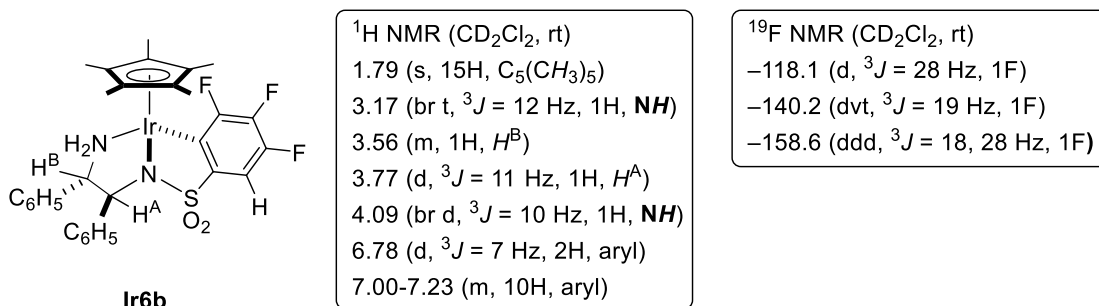 F
F
F
Ir
H₂N
Hᴮ
N
C₆H₅
Hᴬ
S
O₂
H
C₆H₅
Ir6b
¹H NMR (CD₂Cl₂, rt)
1.79 (s, 15H, C₅(CH₃)₅)
3.17 (br t, ³J = 12 Hz, 1H, NH)
3.56 (m, 1H, Hᴮ)
3.77 (d, ³J = 11 Hz, 1H, Hᴬ)
4.09 (br d, ³J = 10 Hz, 1H, NH)
6.78 (d, ³J = 7 Hz, 2H, aryl)
7.00-7.23 (m, 10H, aryl)
¹⁹F NMR (CD₂Cl₂, rt)
–118.1 (d, ³J = 28 Hz, 1F)
–140.2 (dvt, ³J = 19 Hz, 1F)
–158.6 (ddd, ³J = 18, 28 Hz, 1F)